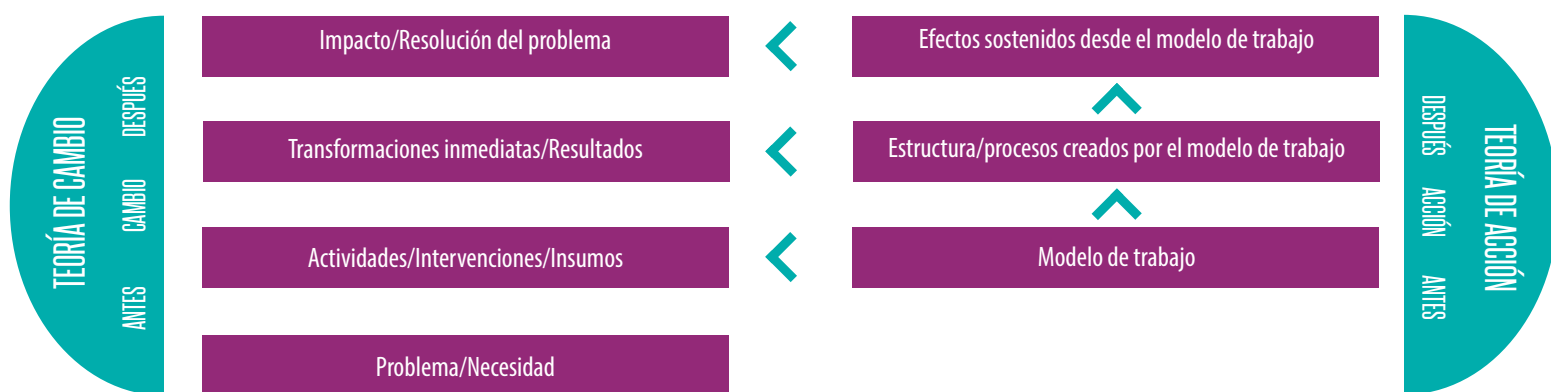 TEORÍA DE CAMBIO
DESPUÉS
CAMBIO
ANTES
Impacto/Resolución del problema
Efectos sostenidos desde el modelo de trabajo
Transformaciones inmediatas/Resultados
Estructura/procesos creados por el modelo de trabajo
Actividades/Intervenciones/Insumos
Modelo de trabajo
Problema/Necesidad
DESPUÉS
ACCIÓN
ANTES
TEORÍA DE ACCIÓN